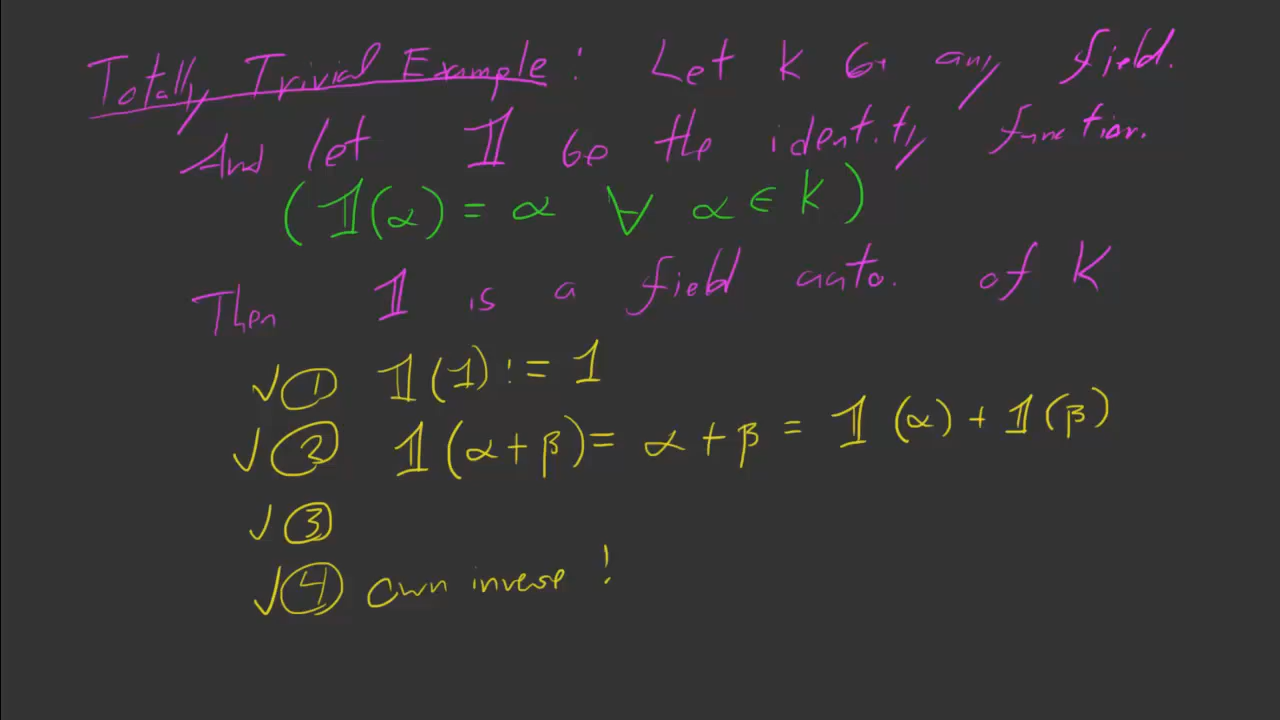 Totally Trivial Example: Let K be any field.
And let 𝟙 be the identity function.
(𝟙(α) = α ∀ α ∈ K)
Then 𝟙 is a field auto. of K
✓① 𝟙(1) := 1
✓② 𝟙(α+β) = α+β = 𝟙(α) + 𝟙(β)
✓③
✓④ own inverse!